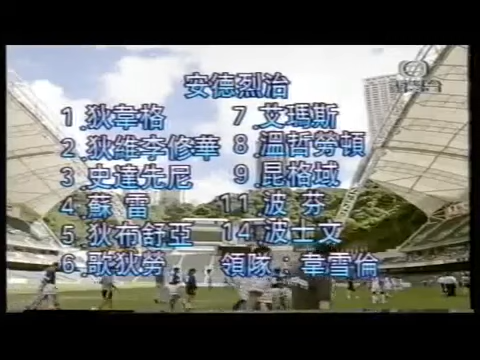 安德烈治
1 狄韋格
2 狄維李修華
3 史達先尼
4 蘇雷
5 狄布舒亞
6 歌狄勞
7 艾瑪斯
8 溫哲勞頓
9 昆格域
11 波芬
14 波士文
領隊：韋雪倫